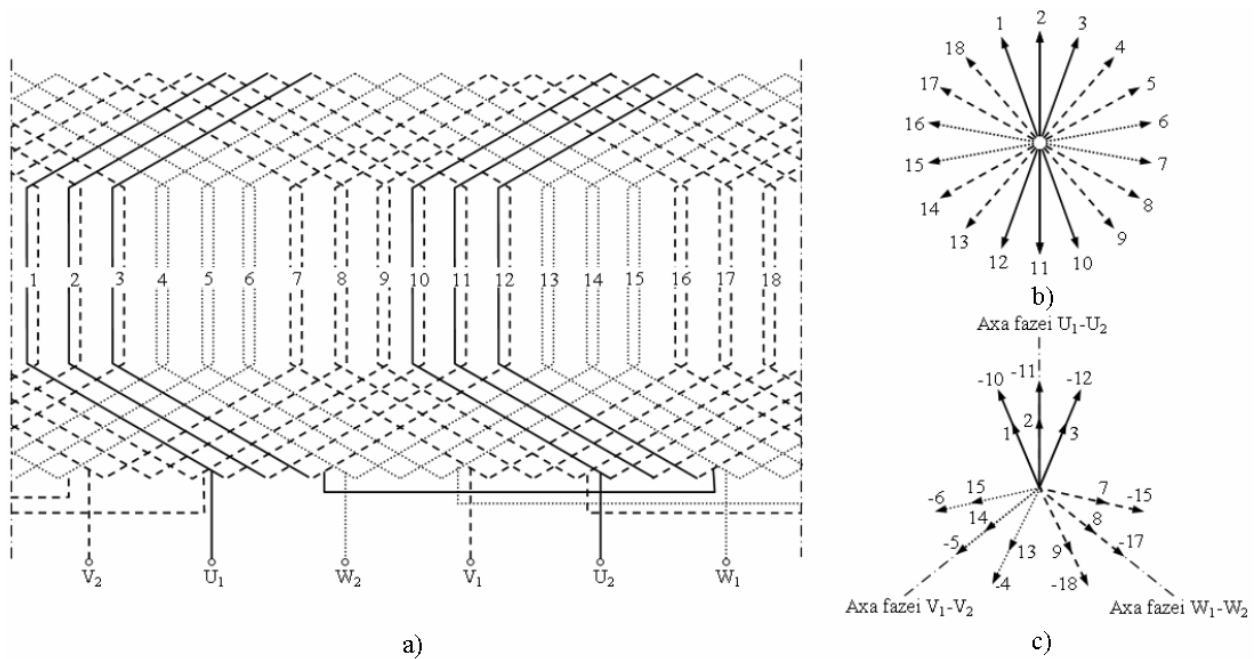 1 2 3 4 5 6 7 8 9 10 11 12 13 14 15 16 17 18
V2 U1 W2 V1 U2 W1
a)
1 2 3
18 4
17 5
16 6
15 7
14 8
13 9
12 11 10
b)
Axa fazei U1-U2
-10 -11 -12
1 2 3
-6 15 7 -15
14 8
-5 -17
13 9
-4 -18
Axa fazei V1-V2 Axa fazei W1-W2
c)